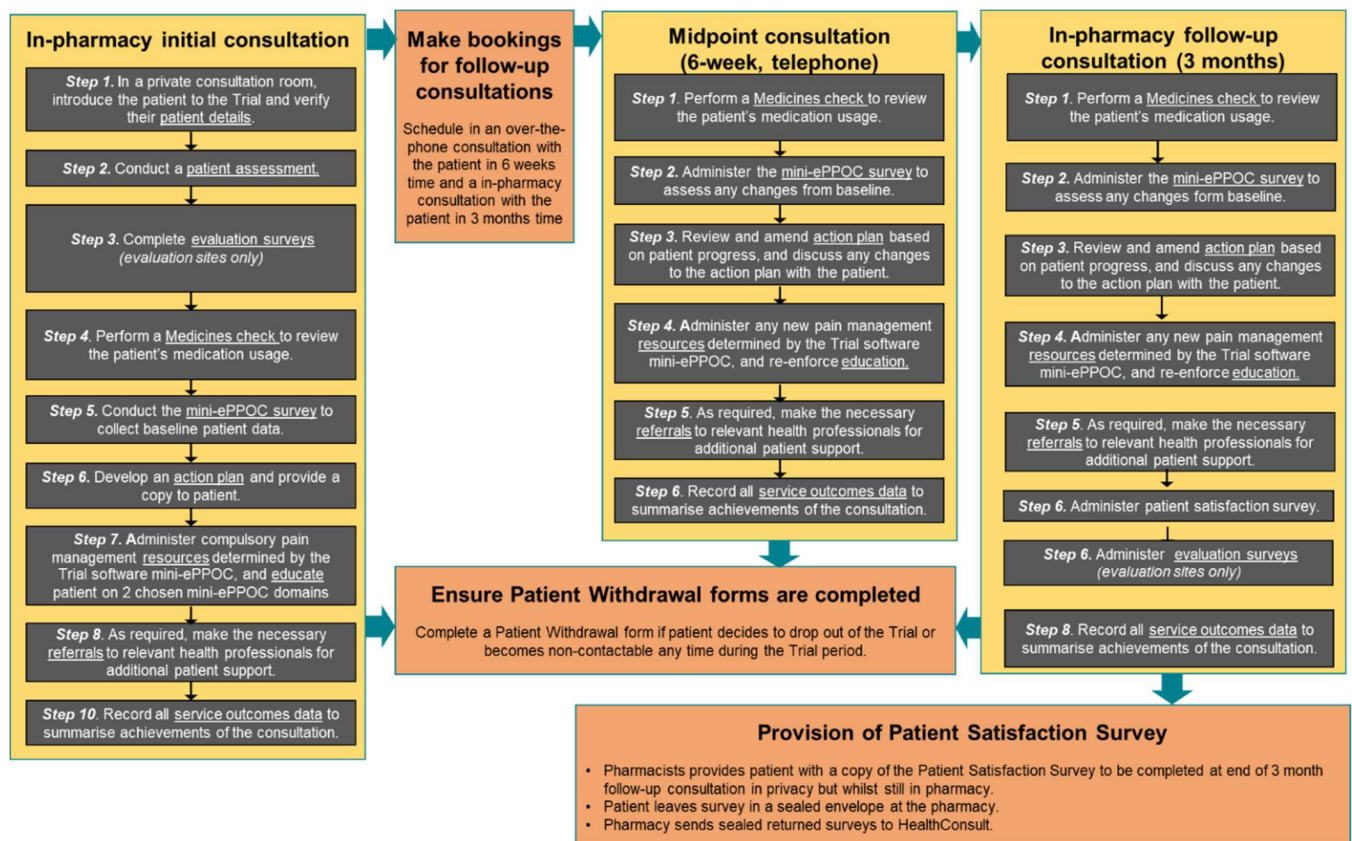 In-pharmacy initial consultation
Step 1. In a private consultation room,
introduce the patient to the Trial and verify
their patient details.
Step 2. Conduct a patient assessment.
Step 3. Complete evaluation surveys
(evaluation sites only)
Step 4. Perform a Medicines check to review
the patient's medication usage.
Step 5. Conduct the mini-ePPOC survey to
collect baseline patient data.
Step 6. Develop an action plan and provide a
copy to patient.
Step 7. Administer compulsory pain
management resources determined by the
Trial software mini-ePPOC, and educate
patient on 2 chosen mini-ePPOC domains
Step 8. As required, make the necessary
referrals to relevant health professionals for
additional patient support.
Step 10. Record all service outcomes data to
summarise achievements of the consultation.
Make bookings
for follow-up
consultations
Schedule in an over-the-
phone consultation with
the patient in 6 weeks
time and a in-pharmacy
consultation with the
patient in 3 months time
Midpoint consultation
(6-week, telephone)
Step 1. Perform a Medicines check to review
the patient's medication usage.
Step 2. Administer the mini-ePPOC survey to
assess any changes from baseline.
Step 3. Review and amend action plan based
on patient progress, and discuss any changes
to the action plan with the patient.
Step 4. Administer any new pain management
resources determined by the Trial software
mini-ePPOC, and re-enforce education.
Step 5. As required, make the necessary
referrals to relevant health professionals for
additional patient support.
Step 6. Record all service outcomes data to
summarise achievements of the consultation.
In-pharmacy follow-up
consultation (3 months)
Step 1. Perform a Medicines check to review
the patient's medication usage.
Step 2. Administer the mini-ePPOC survey to
assess any changes form baseline.
Step 3. Review and amend action plan based
on patient progress, and discuss any changes
to the action plan with the patient.
Step 4. Administer any new pain management
resources determined by the Trial software
mini-ePPOC, and re-enforce education.
Step 5. As required, make the necessary
referrals to relevant health professionals for
additional patient support.
Step 6. Administer patient satisfaction survey.
Step 6. Administer evaluation surveys
(evaluation sites only)
Step 8. Record all service outcomes data to
summarise achievements of the consultation.
Ensure Patient Withdrawal forms are completed
Complete a Patient Withdrawal form if patient decides to drop out of the Trial or
becomes non-contactable any time during the Trial period.
Provision of Patient Satisfaction Survey
• Pharmacists provides patient with a copy of the Patient Satisfaction Survey to be completed at end of 3 month
follow-up consultation in privacy but whilst still in pharmacy.
• Patient leaves survey in a sealed envelope at the pharmacy.
• Pharmacy sends sealed returned surveys to HealthConsult.